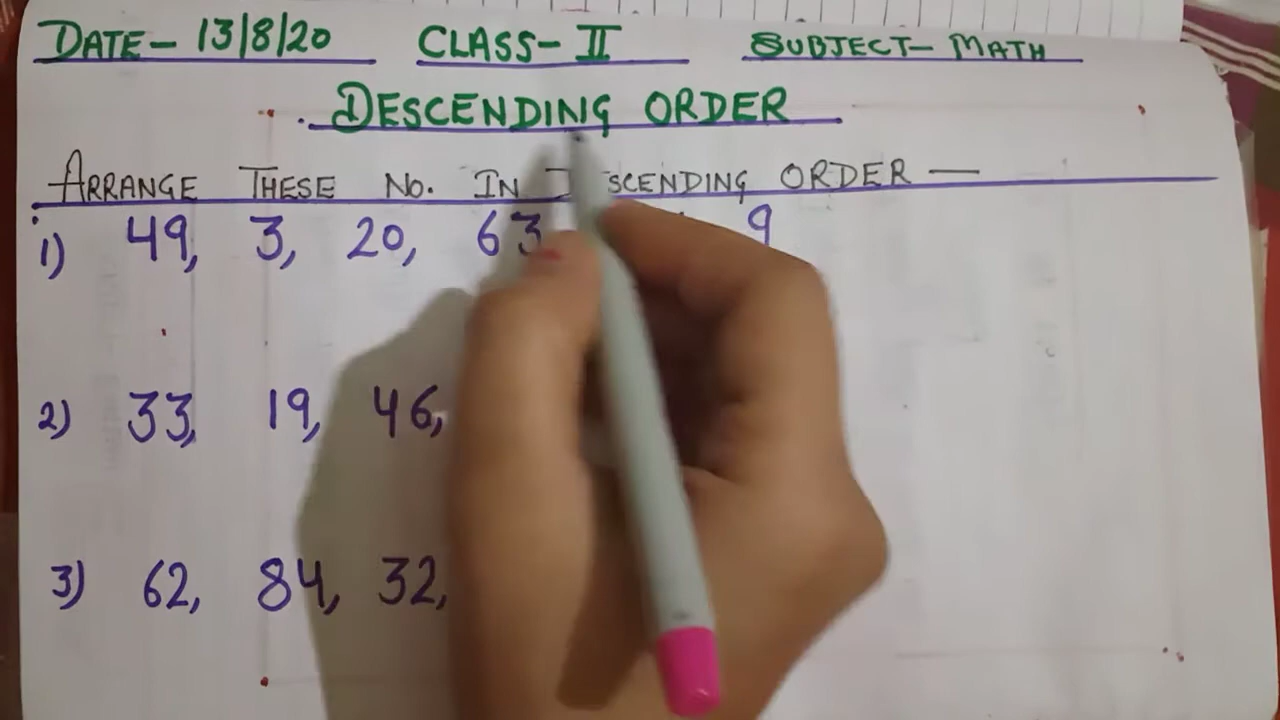 DATE- 13/8/20 CLASS- II SUBJECT- MATH
DESCENDING ORDER
ARRANGE THESE NO. IN DESCENDING ORDER —
1) 49, 3, 20, 63 9
2) 33, 19, 46,
3) 62, 84, 32,